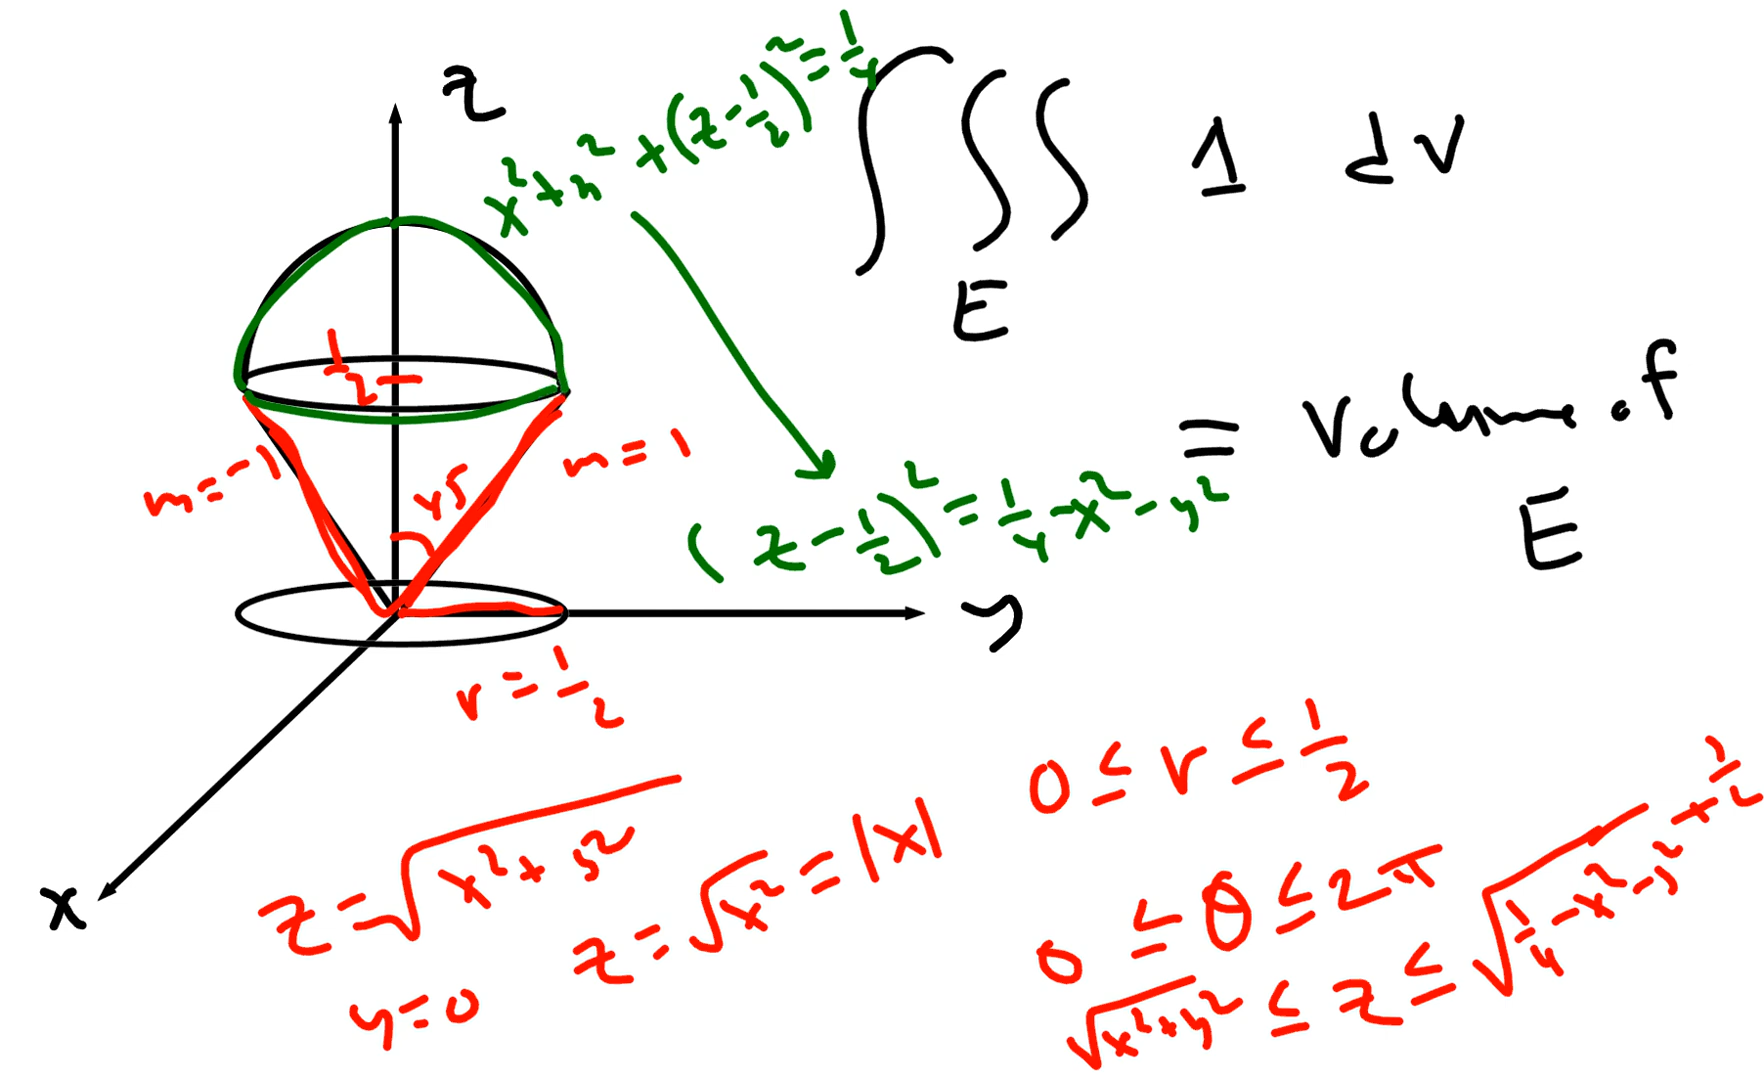 z
x² + y² + (z - 1/2)² = 1/4
∫∫∫ 1 dV
E
1/2
= Volume of
E
m = -1
45
m = 1
(z - 1/2)² = 1/4 - x² - y²
y
r = 1/2
x
z = √(x² + y²)
y = 0
z = √(x²) = |x|
0 ≤ r ≤ 1/2
0 ≤ θ ≤ 2π
√(x² + y²) ≤ z ≤ √(1/4 - x² - y²) + 1/2